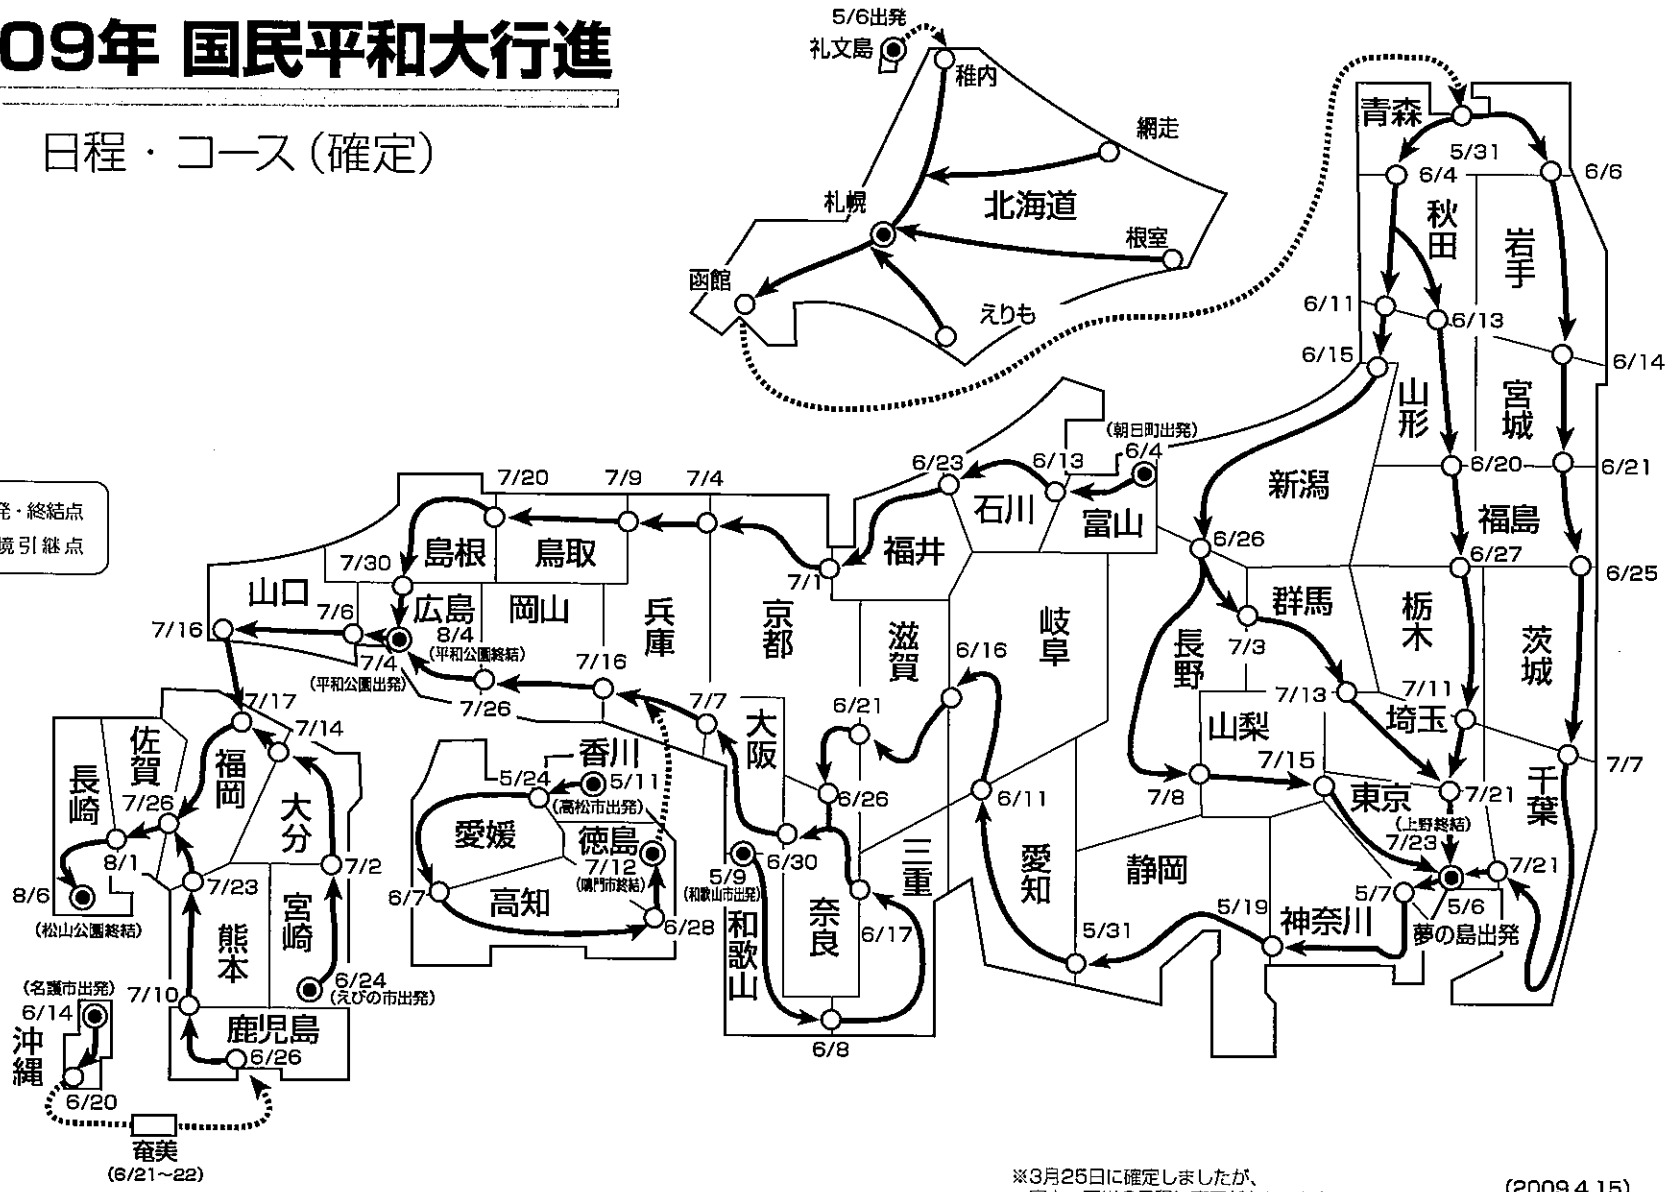 09年 国民平和大行進
日程・コース(確定)
5/6出発
礼文島
稚内
網走
札幌
北海道
根室
函館
えりも
青森
5/31
6/4
6/6
秋田
岩手
6/11
6/13
6/15
6/14
山形
宮城
6/20
6/21
新潟
福島
6/26
6/27
6/25
(朝日町出発)
6/4
6/13
6/23
石川
富山
福井
7/1
7/20
7/9
7/4
発・終結点
境引継点
島根
鳥取
7/30
山口
7/6
7/16
広島
8/4
(平和公園終結)
7/4
(平和公園出発)
岡山
兵庫
京都
滋賀
岐阜
6/16
7/16
7/26
7/7
大阪
6/21
長野
群馬
栃木
茨城
7/3
7/13
7/11
山梨
埼玉
7/15
7/8
東京
(上野終結)
7/23
7/21
千葉
7/7
7/21
5/7
5/6
夢の島出発
神奈川
5/19
静岡
5/31
愛知
6/11
三重
6/26
6/30
奈良
6/17
5/9
(和歌山市出発)
和歌山
6/8
香川
5/24
5/11
(高松市出発)
愛媛
徳島
7/12
(鳴門市終結)
高知
6/7
6/28
7/17
7/14
佐賀
福岡
長崎
7/26
大分
8/1
8/6
(松山公園終結)
7/23
7/2
熊本
宮崎
6/24
(えびの市出発)
7/10
鹿児島
6/26
(名護市出発)
6/14
沖縄
6/20
奄美
(6/21～22)
※3月25日に確定しましたが、
(2009.4.15)